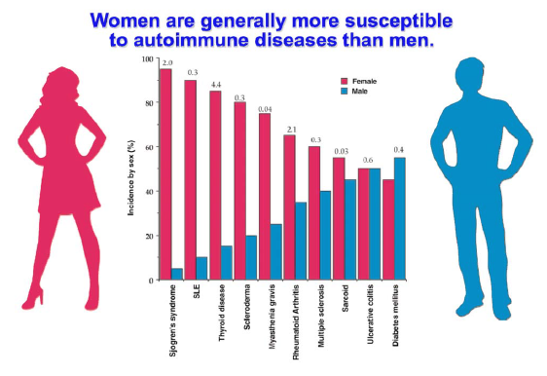 Women are generally more susceptible
to autoimmune diseases than men.
Incidence by sex (%)
100
80
60
40
20
0
2.0
0.3
4.4
0.3
0.04
2.1
0.3
0.03
0.6
0.4
Female
Male
Sjogren's syndrome
SLE
Thyroid disease
Scleroderma
Myasthenia gravis
Rheumatoid Arthritis
Multiple sclerosis
Sarcoid
Ulcerative colitis
Diabetes mellitus